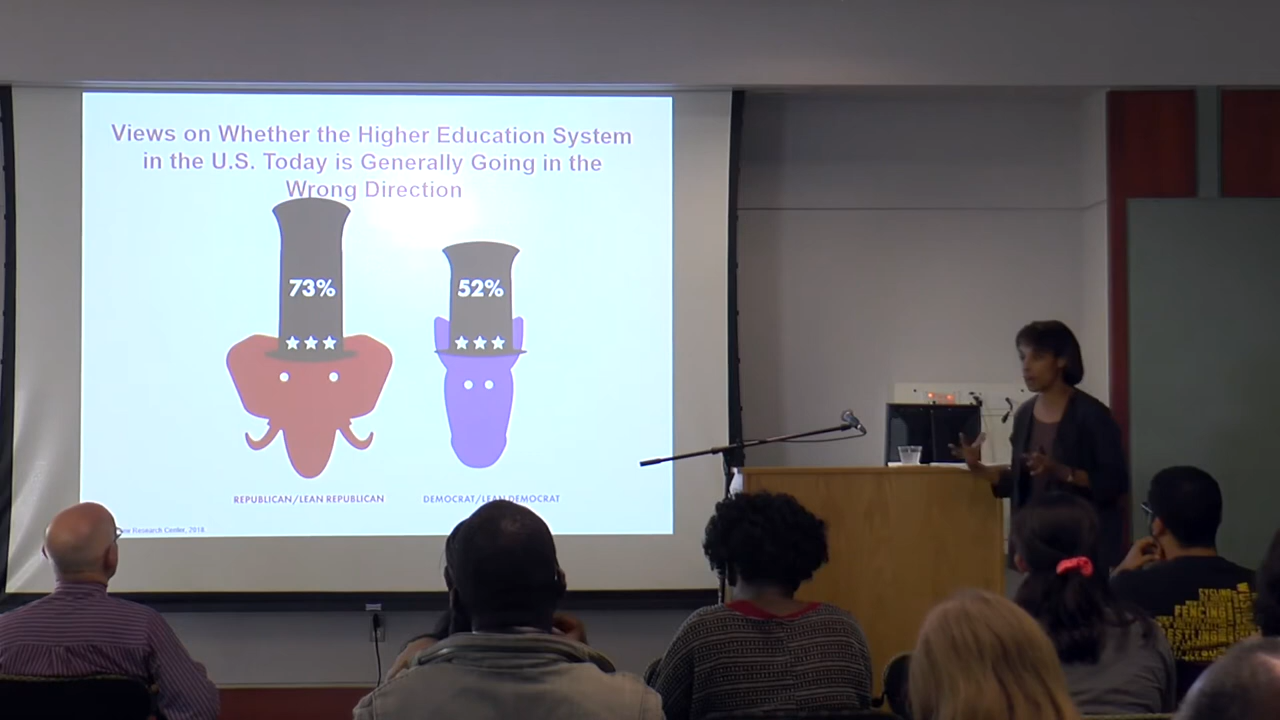 Views on Whether the Higher Education System
in the U.S. Today is Generally Going in the
Wrong Direction
73%
52%
REPUBLICAN/LEAN REPUBLICAN
DEMOCRAT/LEAN DEMOCRAT
Research Center, 2018
FENCING